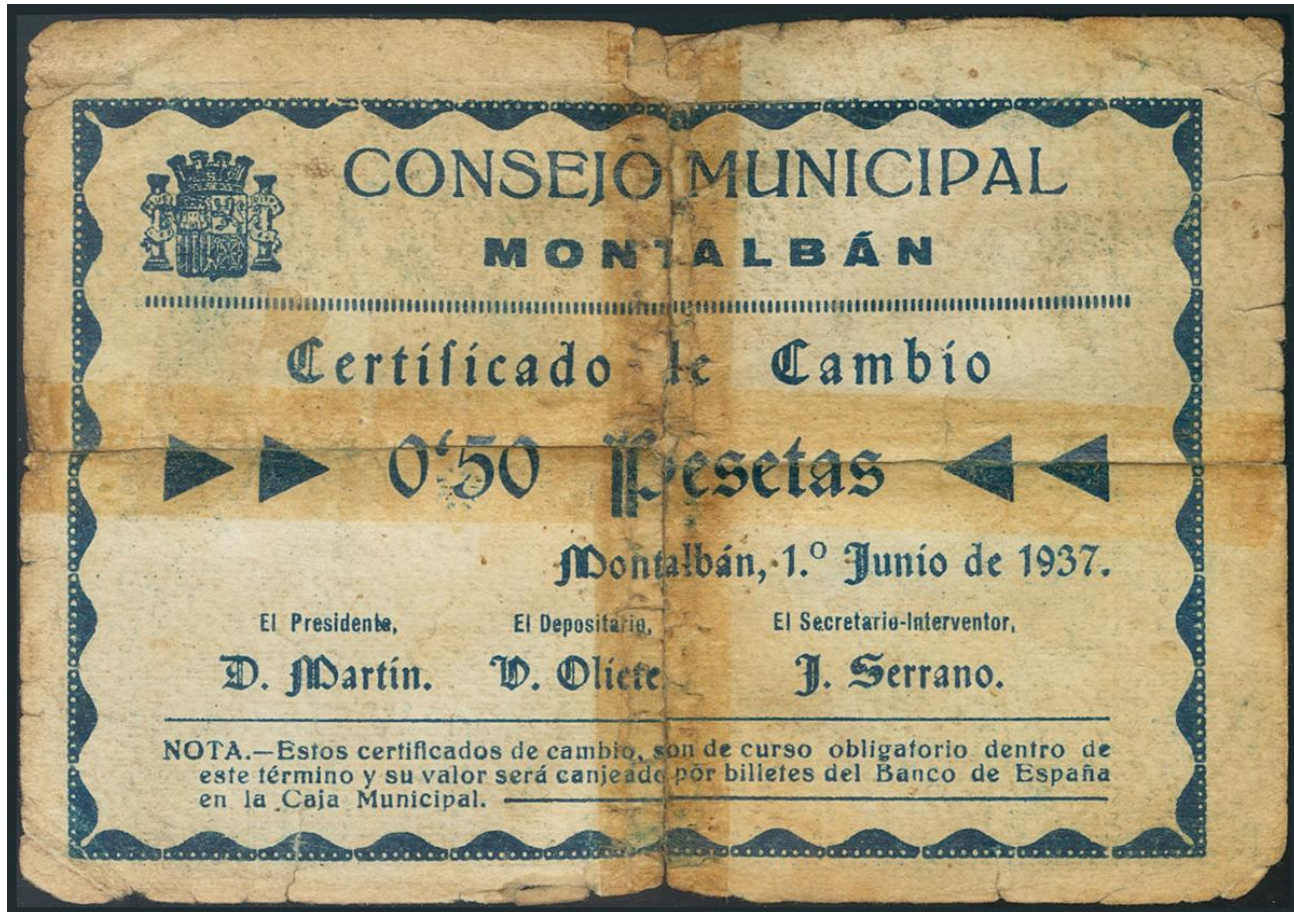 CONSEJO MUNICIPAL
MONTALBÁN
Certificado de Cambio
0'50 Pesetas
Montalbán, 1.º Junio de 1937.
El Presidente, El Depositario, El Secretario-Interventor,
D. Martín. V. Oliete J. Serrano.
NOTA.—Estos certificados de cambio, son de curso obligatorio dentro de
este término y su valor será canjeado por billetes del Banco de España
en la Caja Municipal.